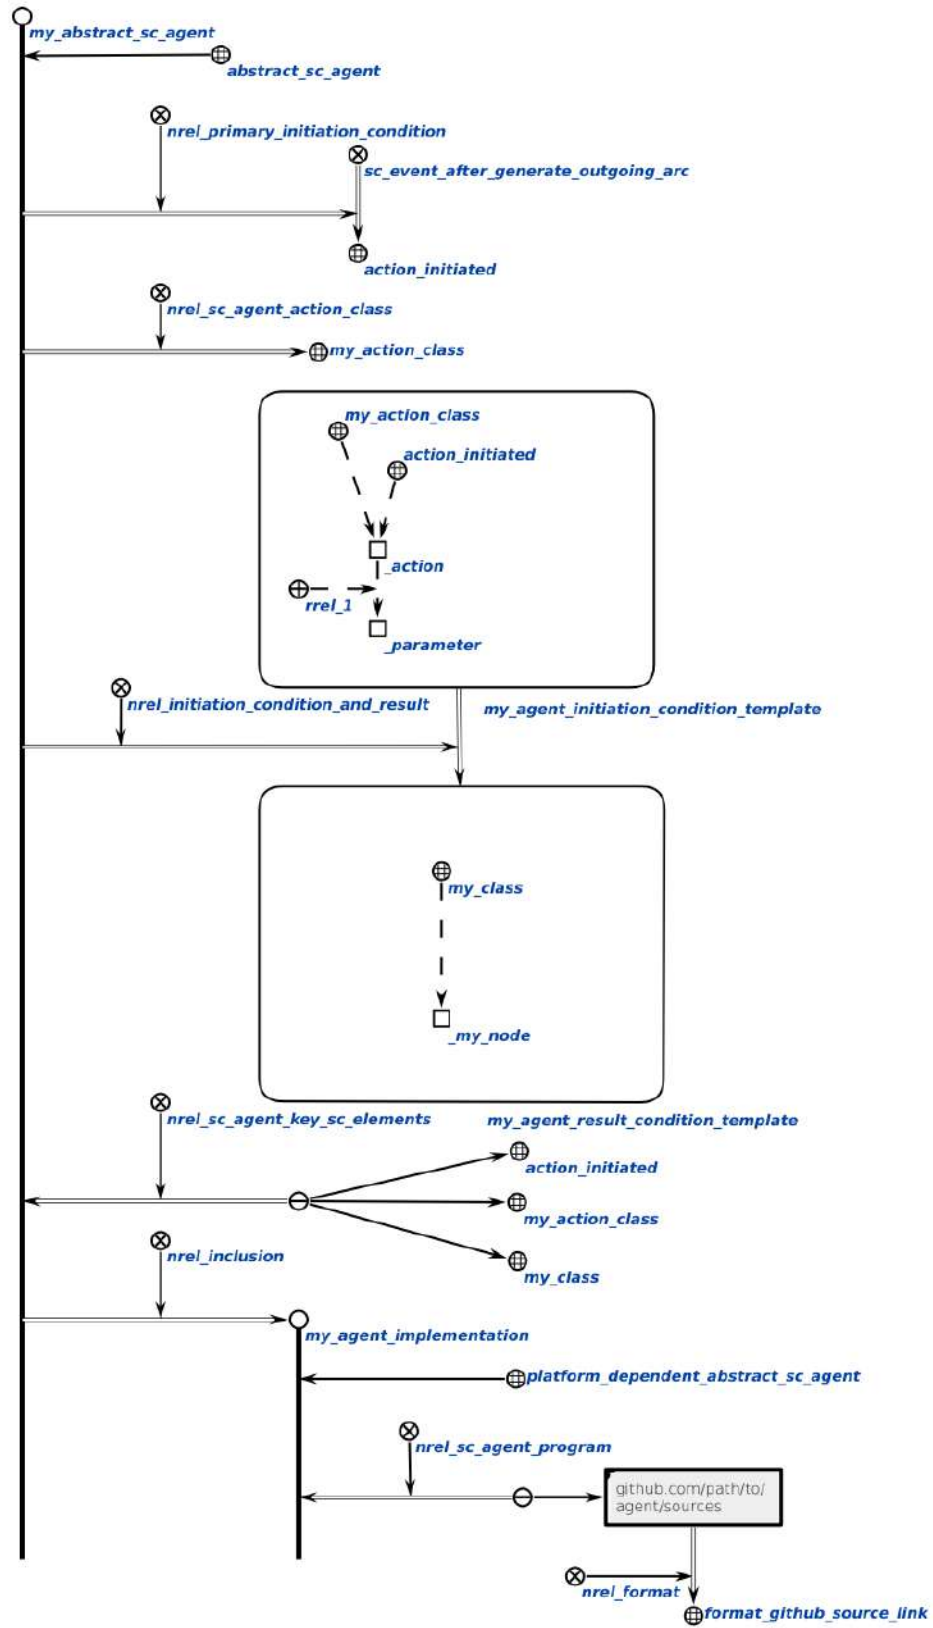 my_abstract_sc_agent
abstract_sc_agent
nrel_primary_initiation_condition
sc_event_after_generate_outgoing_arc
action_initiated
nrel_sc_agent_action_class
my_action_class
my_action_class
action_initiated
_action
rrel_1
_parameter
nrel_initiation_condition_and_result
my_agent_initiation_condition_template
my_class
_my_node
nrel_sc_agent_key_sc_elements
my_agent_result_condition_template
action_initiated
my_action_class
nrel_inclusion
my_class
my_agent_implementation
platform_dependent_abstract_sc_agent
nrel_sc_agent_program
github.com/path/to/
agent/sources
nrel_format
format_github_source_link